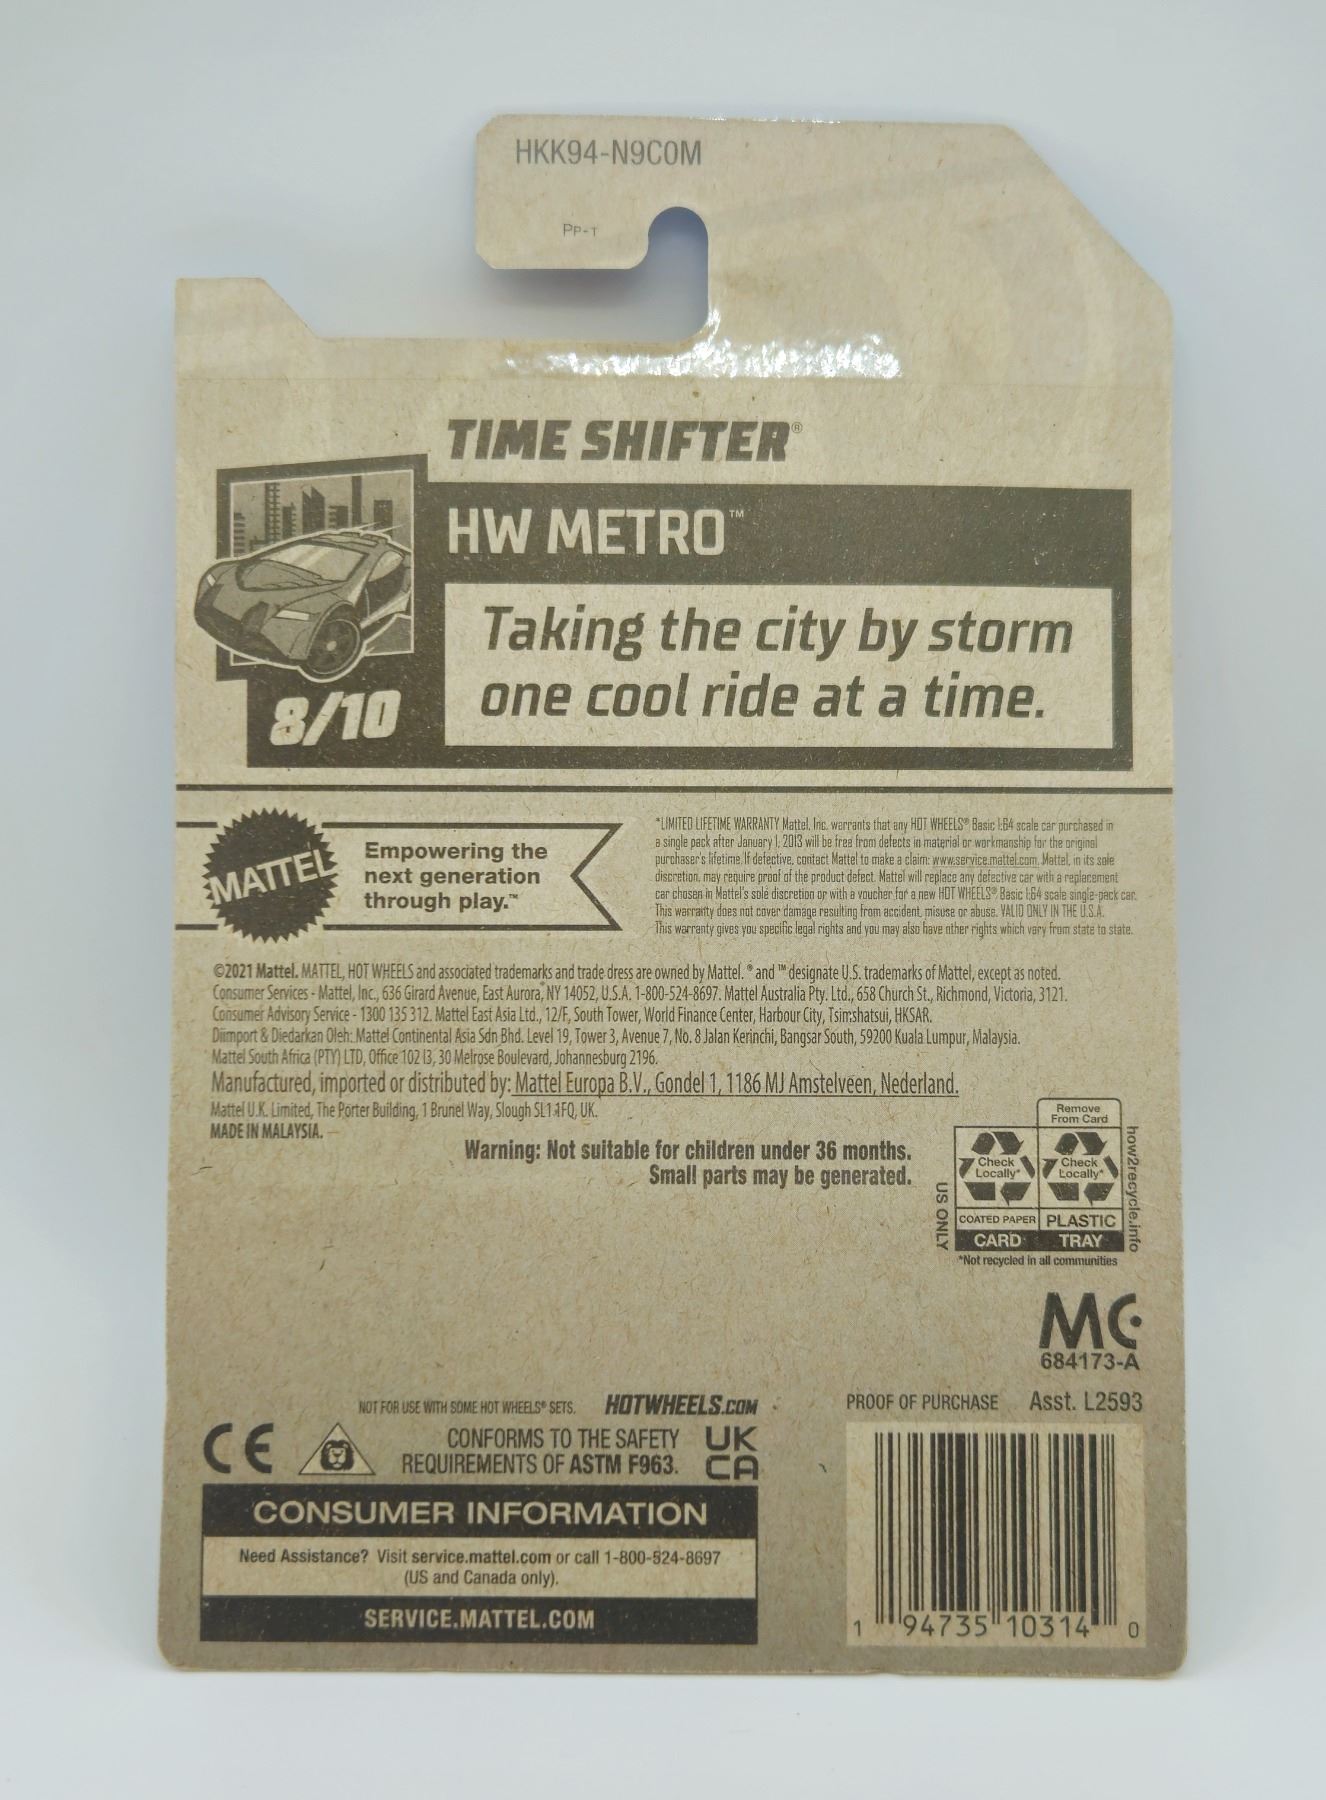 HKK94-N9C0M
PP-T
TIME SHIFTER®
HW METRO™
Taking the city by storm
one cool ride at a time.
8/10
MATTEL
Empowering the
next generation
through play.™
*LIMITED LIFETIME WARRANTY Mattel, Inc. warrants that any HOT WHEELS® Basic 1:64 scale car purchased in
a single pack after January 1, 2013 will be free from defects in material or workmanship for the original
purchaser's lifetime. If defective, contact Mattel to make a claim: www.service.mattel.com. Mattel, in its sole
discretion, may require proof of the product defect. Mattel will replace any defective car with a replacement
car chosen in Mattel's sole discretion or with a voucher for a new HOT WHEELS® Basic 1:64 scale single-pack car.
This warranty does not cover damage resulting from accident, misuse or abuse. VALID ONLY IN THE U.S.A.
This warranty gives you specific legal rights and you may also have other rights which vary from state to state.
©2021 Mattel. MATTEL, HOT WHEELS and associated trademarks and trade dress are owned by Mattel. ® and ™ designate U.S. trademarks of Mattel, except as noted.
Consumer Services - Mattel, Inc., 636 Girard Avenue, East Aurora, NY 14052, U.S.A. 1-800-524-8697. Mattel Australia Pty. Ltd., 658 Church St., Richmond, Victoria, 3121.
Consumer Advisory Service - 1300 135 312. Mattel East Asia Ltd., 12/F, South Tower, World Finance Center, Harbour City, Tsimshatsui, HKSAR.
Diimport & Diedarkan Oleh: Mattel Continental Asia Sdn Bhd. Level 19, Tower 3, Avenue 7, No. 8 Jalan Kerinchi, Bangsar South, 59200 Kuala Lumpur, Malaysia.
Mattel South Africa (PTY) LTD, Office 102 I3, 30 Melrose Boulevard, Johannesburg 2196.
Manufactured, imported or distributed by: Mattel Europa B.V., Gondel 1, 1186 MJ Amstelveen, Nederland.
Mattel U.K. Limited, The Porter Building, 1 Brunel Way, Slough SL1 1FQ, UK.
MADE IN MALAYSIA.
Warning: Not suitable for children under 36 months.
Small parts may be generated.
Remove
From Card
Check
Locally*
Check
Locally*
COATED PAPER PLASTIC
CARD TRAY
*Not recycled in all communities
US ONLY
how2recycle.info
MC
684173-A
NOT FOR USE WITH SOME HOT WHEELS® SETS. HOTWHEELS.COM
PROOF OF PURCHASE Asst. L2593
CE
CONFORMS TO THE SAFETY
REQUIREMENTS OF ASTM F963.
UK
CA
CONSUMER INFORMATION
Need Assistance? Visit service.mattel.com or call 1-800-524-8697
(US and Canada only).
SERVICE.MATTEL.COM
1 94735 10314 0